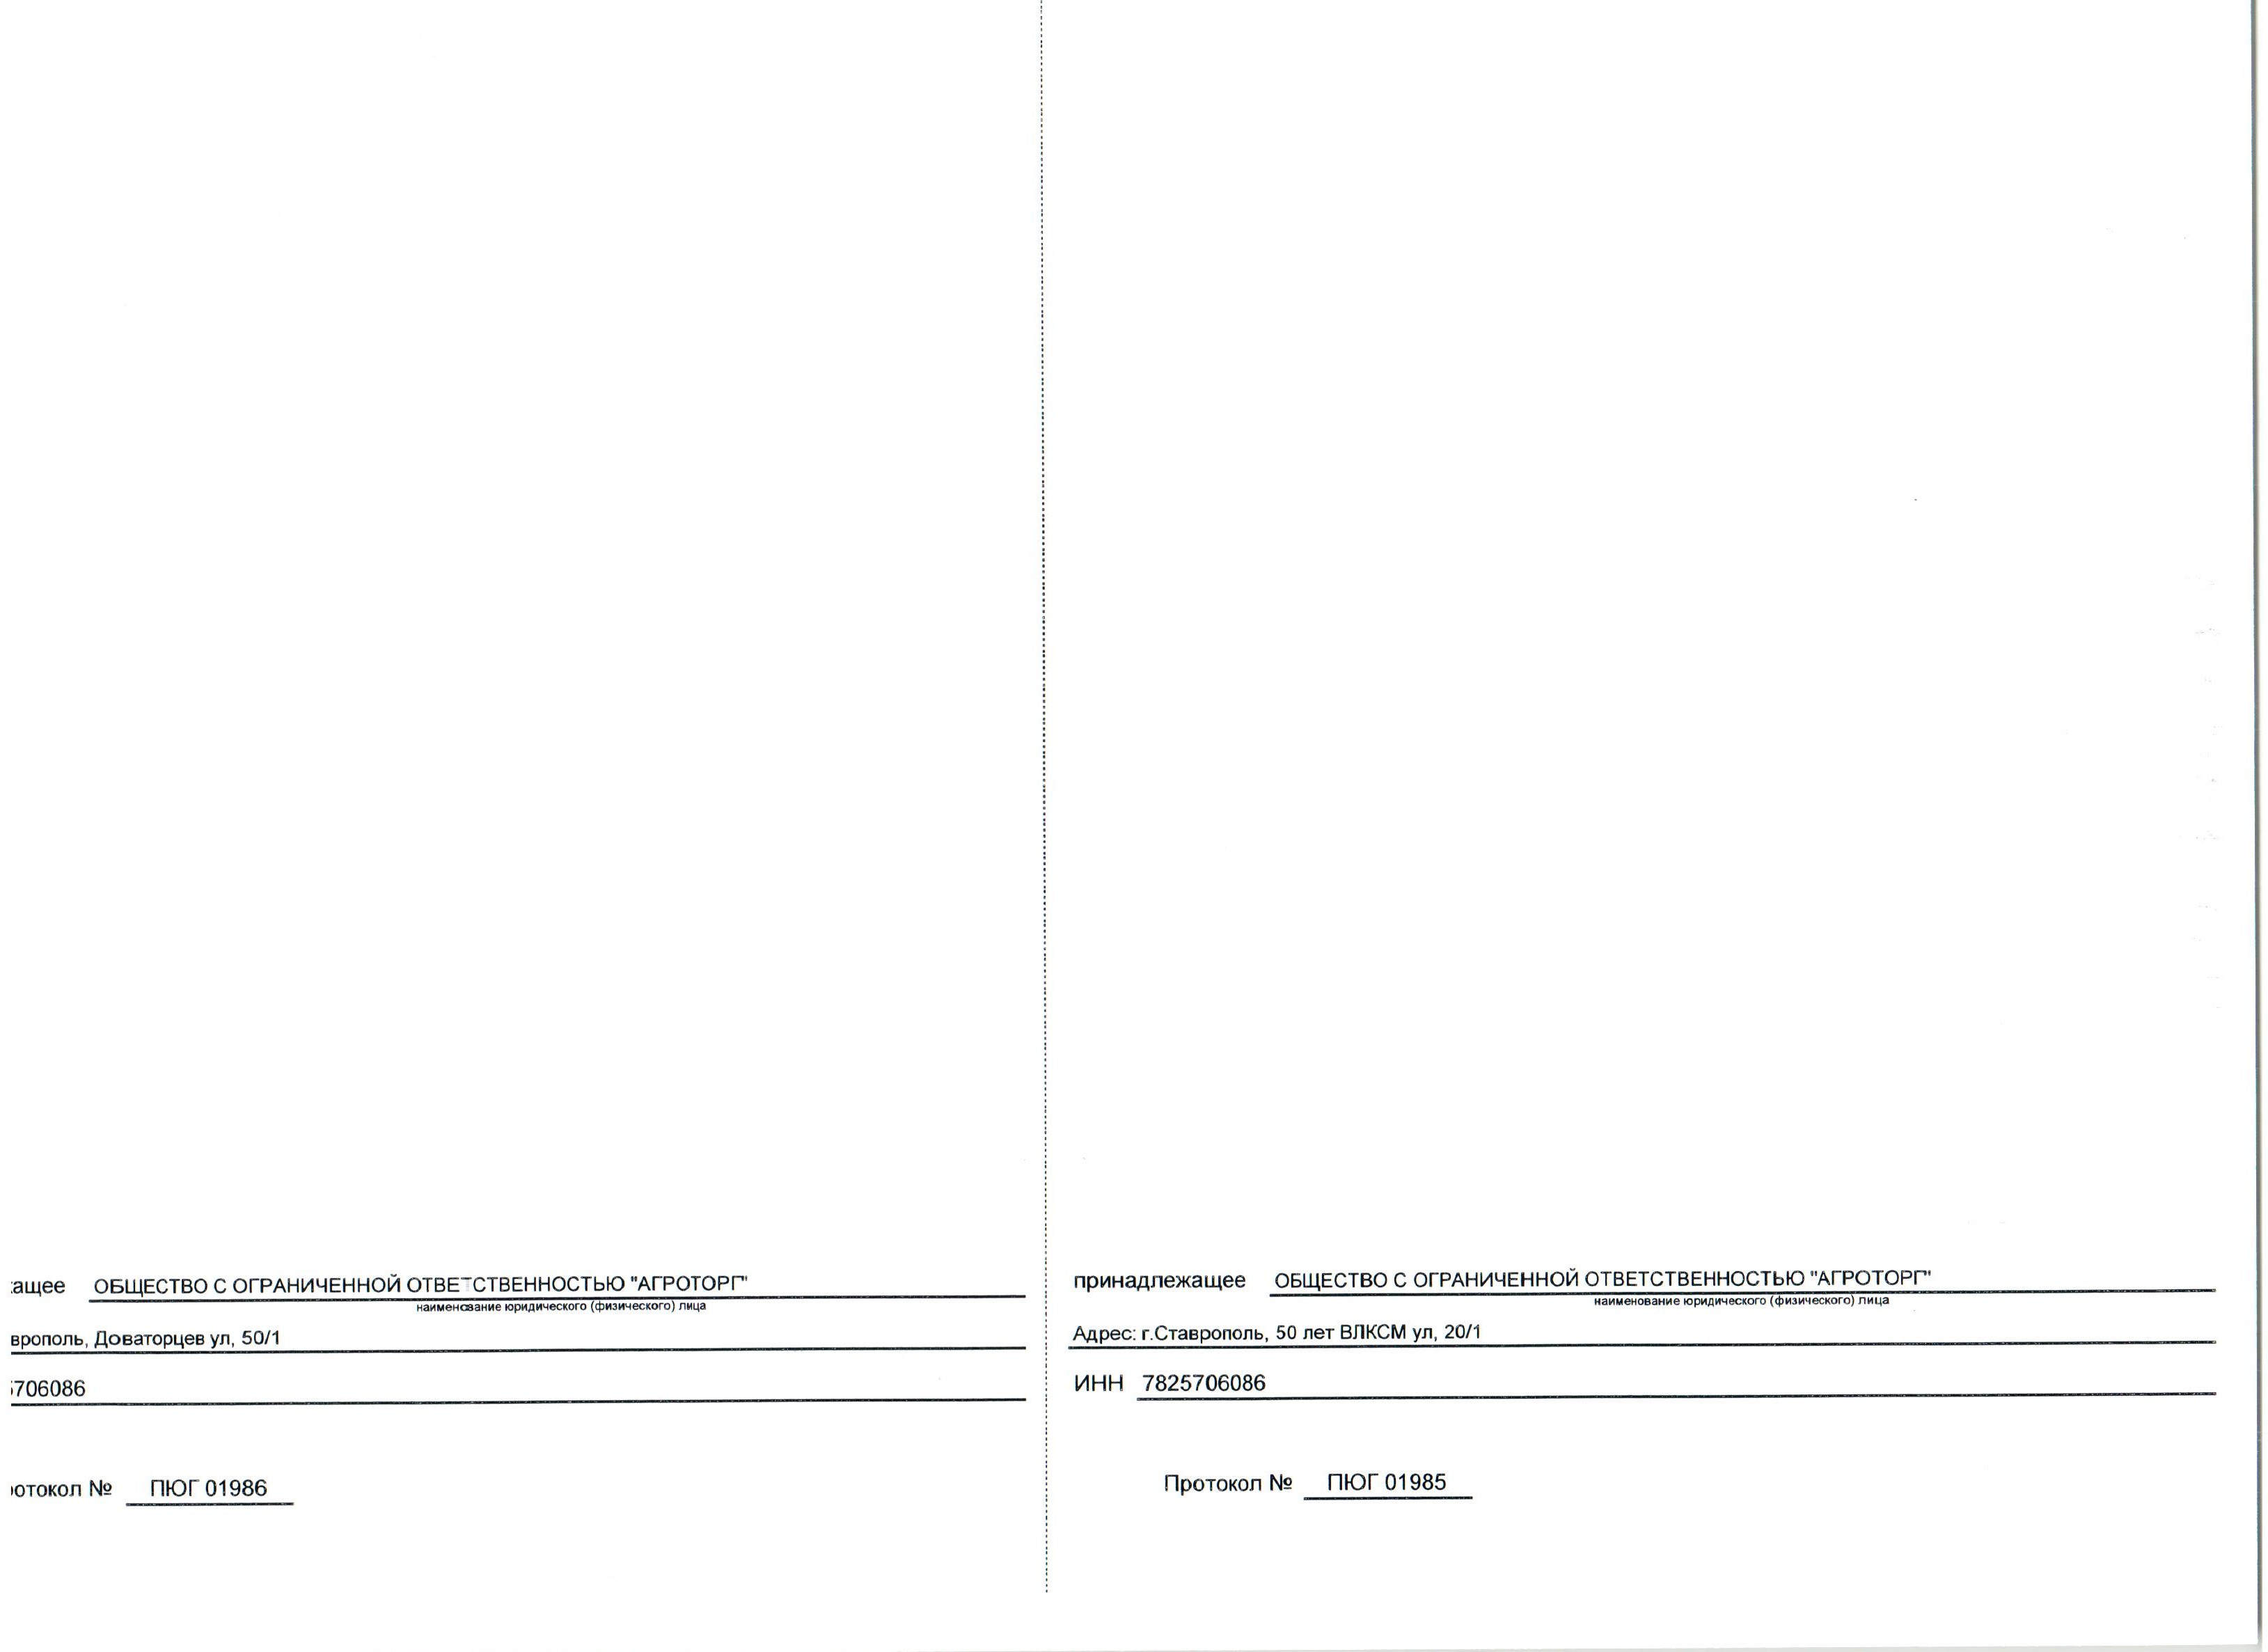 ащее ОБЩЕСТВО С ОГРАНИЧЕННОЙ ОТВЕТСТВЕННОСТЬЮ "АГРОТОРГ"
наименование юридического (физического) лица
врополь, Доваторцев ул, 50/1
706086
отокол № ПЮГ 01986
принадлежащее ОБЩЕСТВО С ОГРАНИЧЕННОЙ ОТВЕТСТВЕННОСТЬЮ "АГРОТОРГ"
наименование юридического (физического) лица
Адрес: г.Ставрополь, 50 лет ВЛКСМ ул, 20/1
ИНН 7825706086
Протокол № ПЮГ 01985